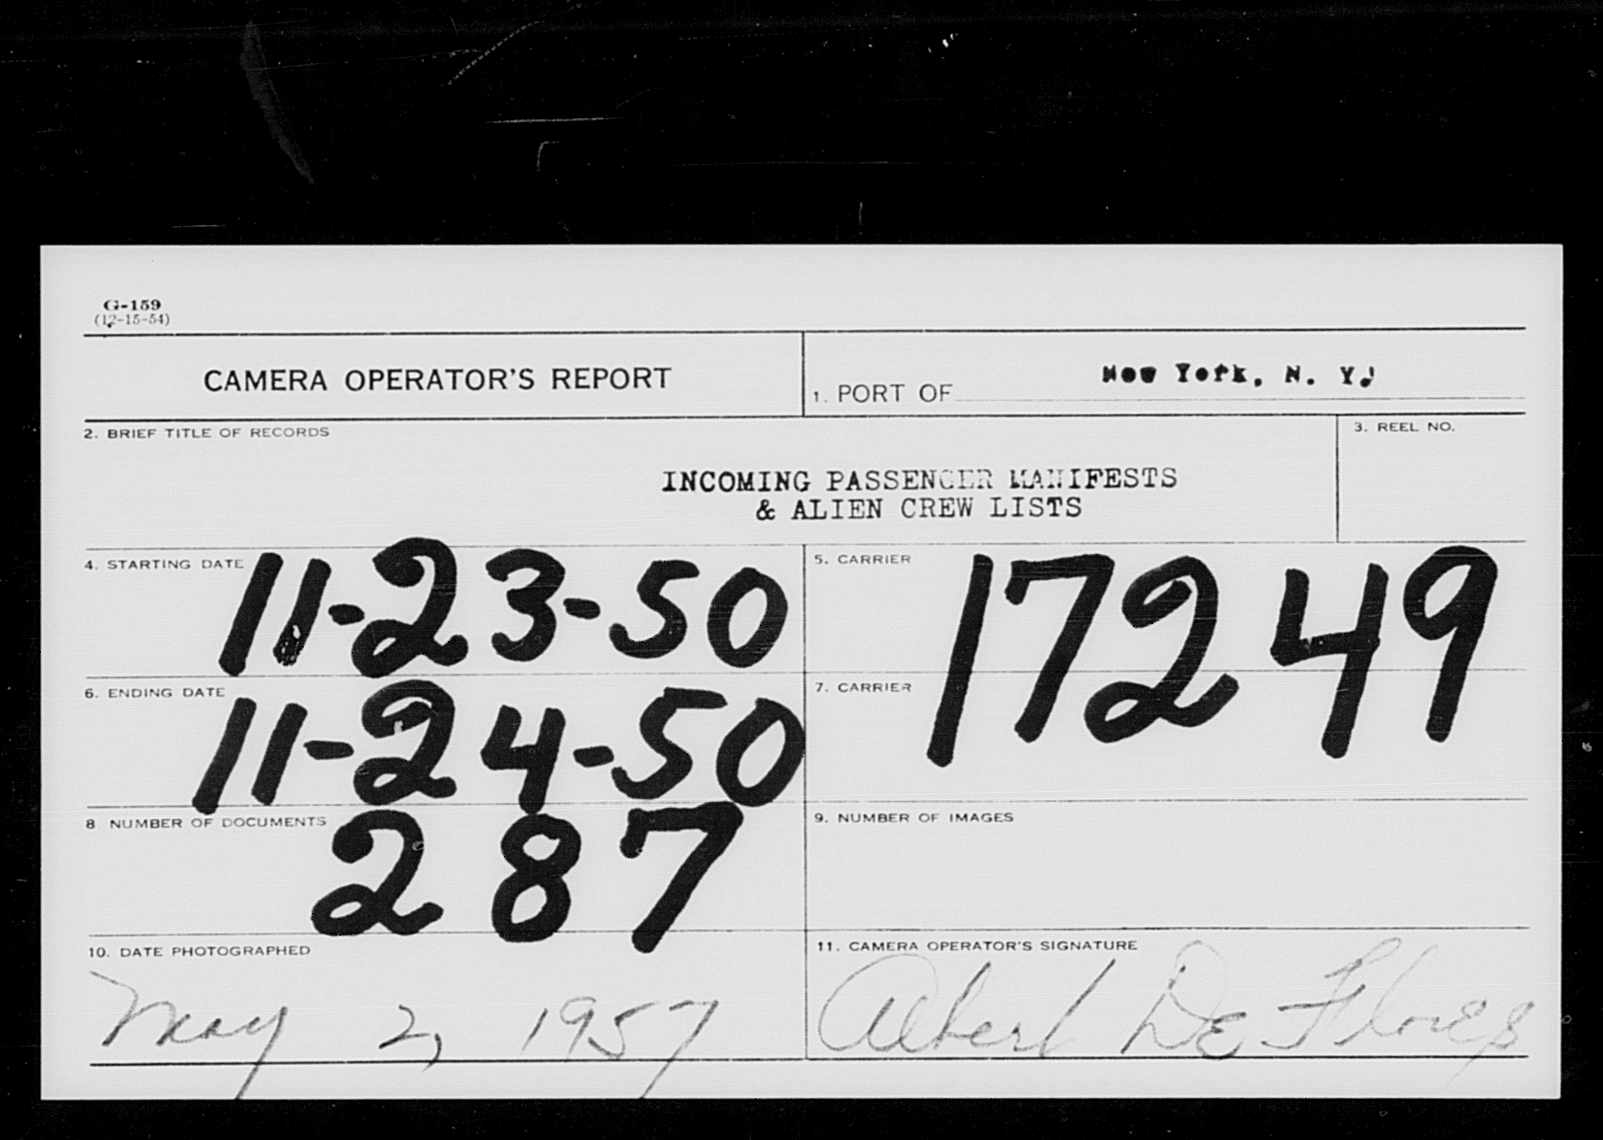 G-159
(12-15-54)
CAMERA OPERATOR'S REPORT
1. PORT OF New York, N. Y.
2. BRIEF TITLE OF RECORDS
INCOMING PASSENGER MANIFESTS
& ALIEN CREW LISTS
3. REEL NO.
4. STARTING DATE 11-23-50
5. CARRIER 17249
6. ENDING DATE 11-24-50
7. CARRIER
8 NUMBER OF DOCUMENTS 287
9. NUMBER OF IMAGES
10. DATE PHOTOGRAPHED
May 2, 1957
11. CAMERA OPERATOR'S SIGNATURE
Albert De Flores